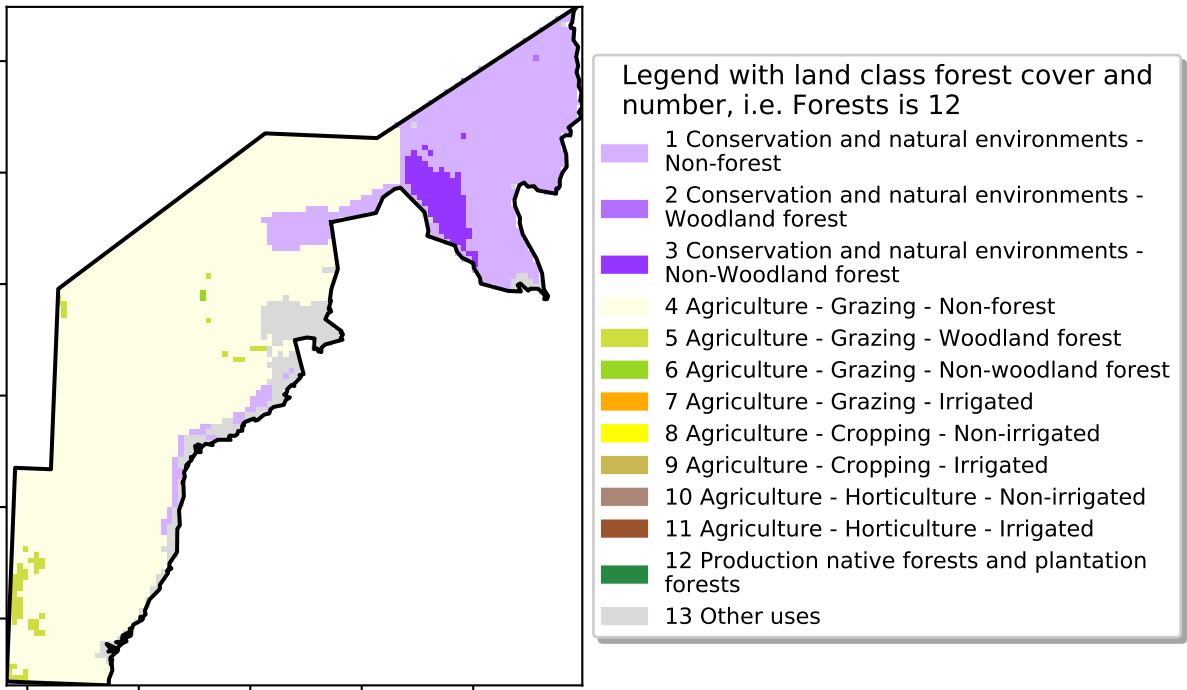 Legend with land class forest cover and
number, i.e. Forests is 12
1 Conservation and natural environments -
Non-forest
2 Conservation and natural environments -
Woodland forest
3 Conservation and natural environments -
Non-Woodland forest
4 Agriculture - Grazing - Non-forest
5 Agriculture - Grazing - Woodland forest
6 Agriculture - Grazing - Non-woodland forest
7 Agriculture - Grazing - Irrigated
8 Agriculture - Cropping - Non-irrigated
9 Agriculture - Cropping - Irrigated
10 Agriculture - Horticulture - Non-irrigated
11 Agriculture - Horticulture - Irrigated
12 Production native forests and plantation
forests
13 Other uses